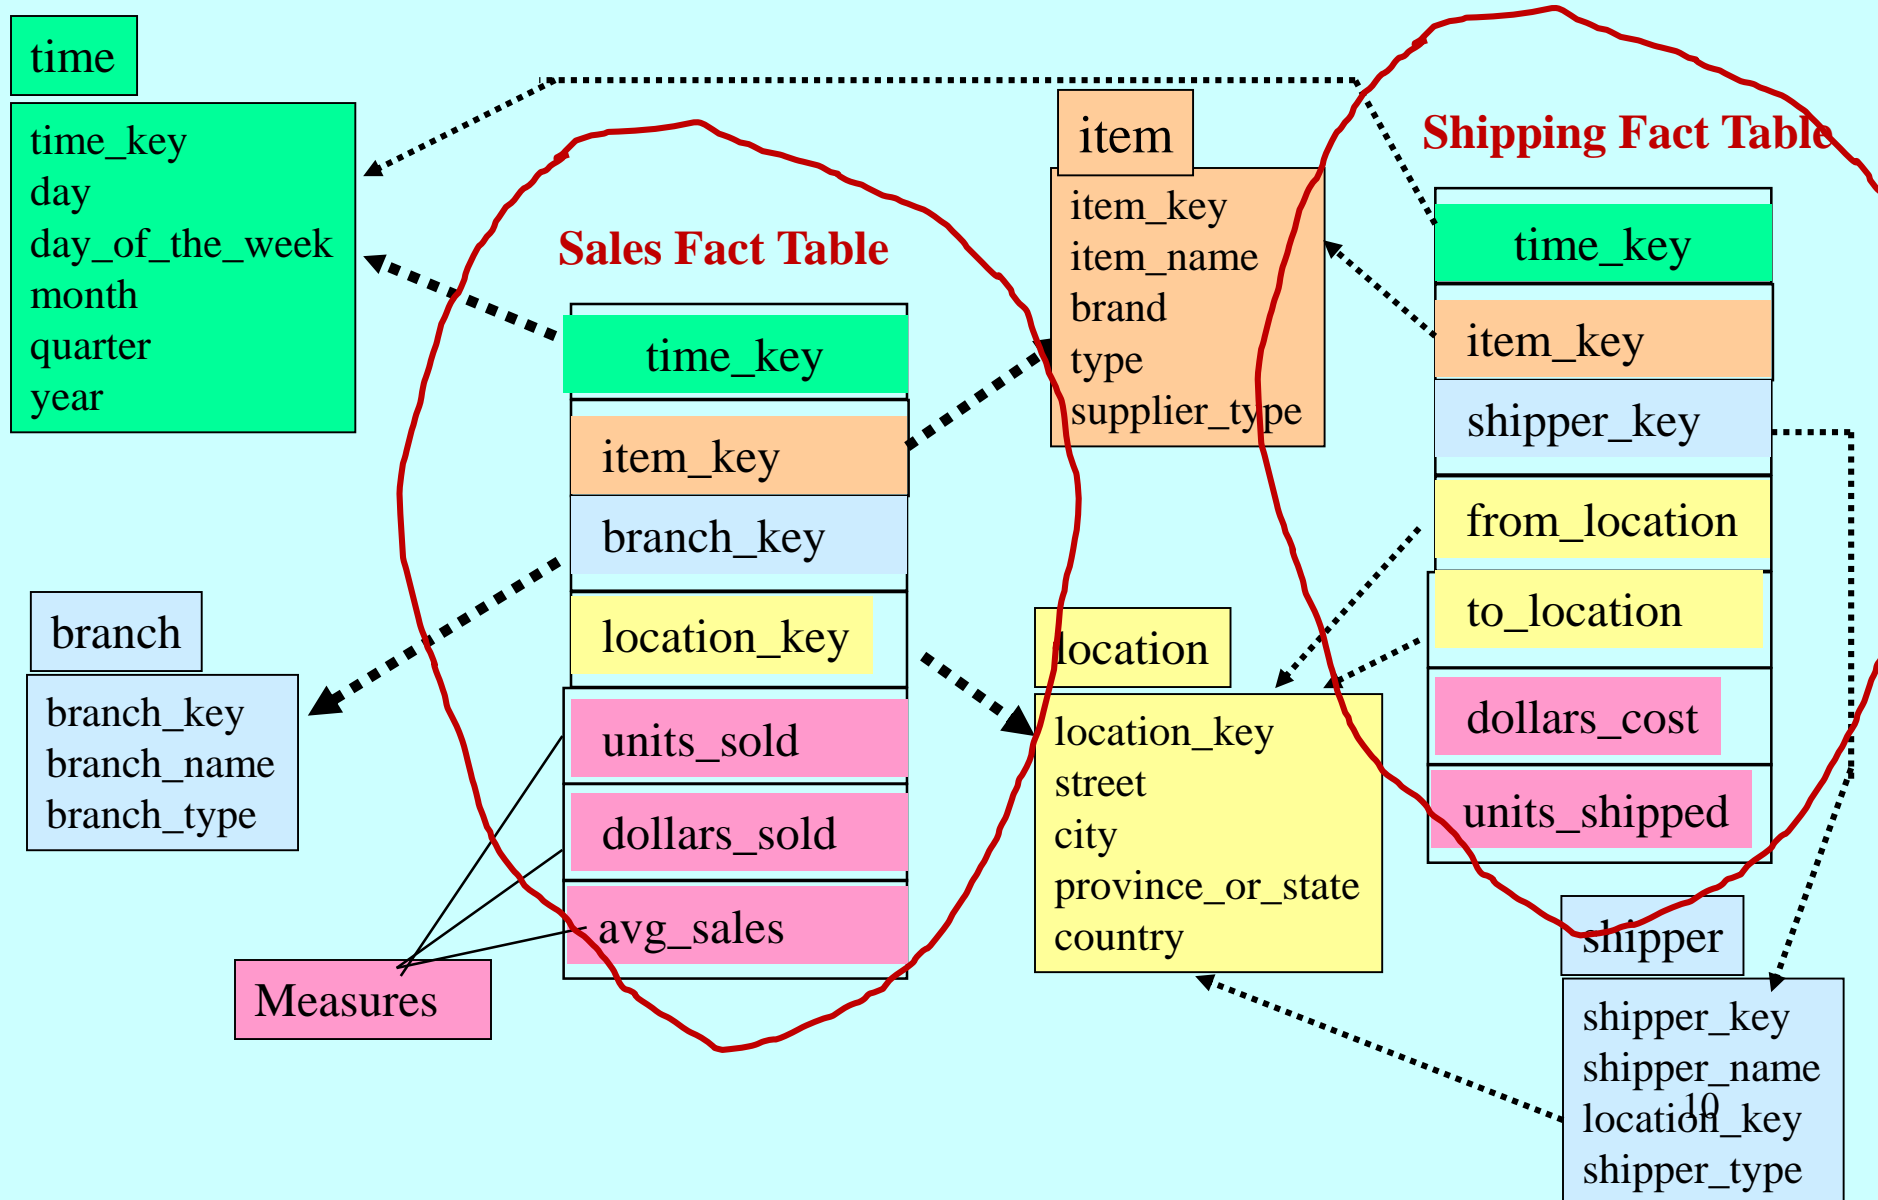 time
time_key
day
day_of_the_week
month
quarter
year
branch
branch_key
branch_name
branch_type
Measures
Sales Fact Table
time_key
item_key
branch_key
location_key
units_sold
dollars_sold
avg_sales
item
item_key
item_name
brand
type
supplier_type
location
location_key
street
city
province_or_state
country
Shipping Fact Table
time_key
item_key
shipper_key
from_location
to_location
dollars_cost
units_shipped
shipper
shipper_key
shipper_name
location_key
shipper_type
10